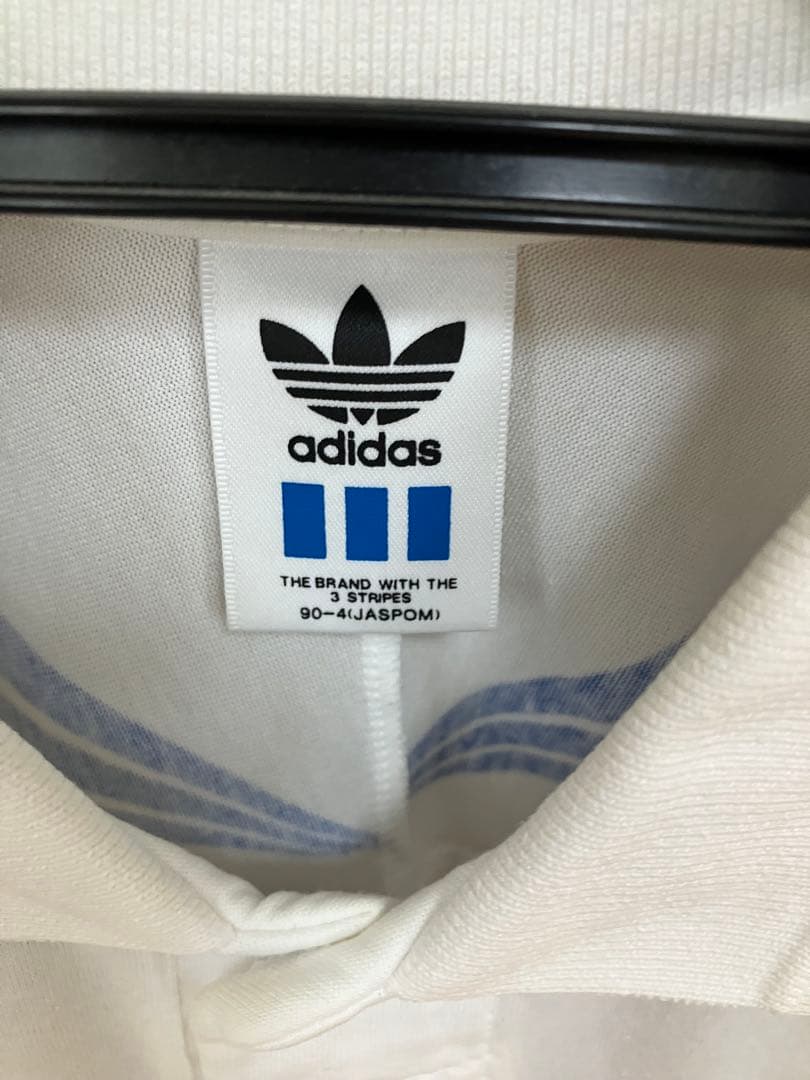 adidas
THE BRAND WITH THE
3 STRIPES
90-4(JASPOM)